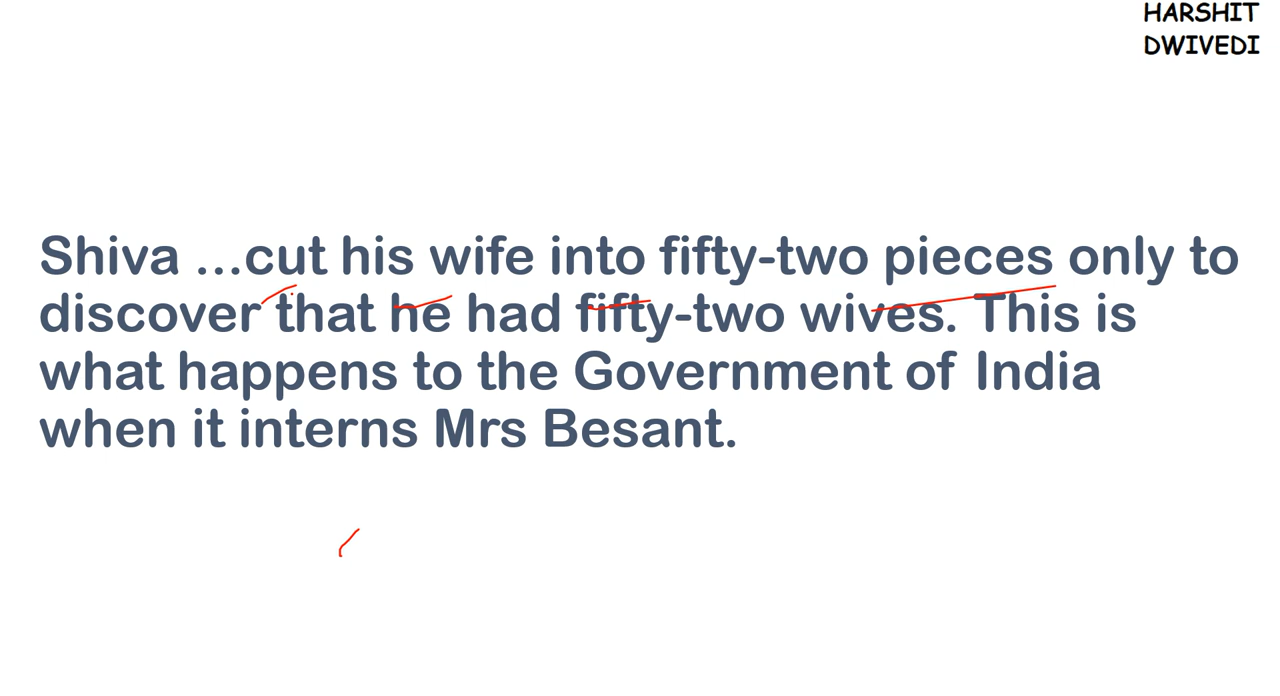 HARSHIT
DWIVEDI
Shiva ...cut his wife into fifty-two pieces only to
discover that he had fifty-two wives. This is
what happens to the Government of India
when it interns Mrs Besant.